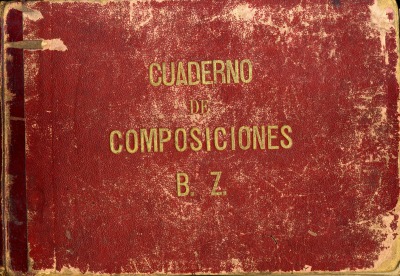 CUADERNO
DE
COMPOSICIONES
B. Z.